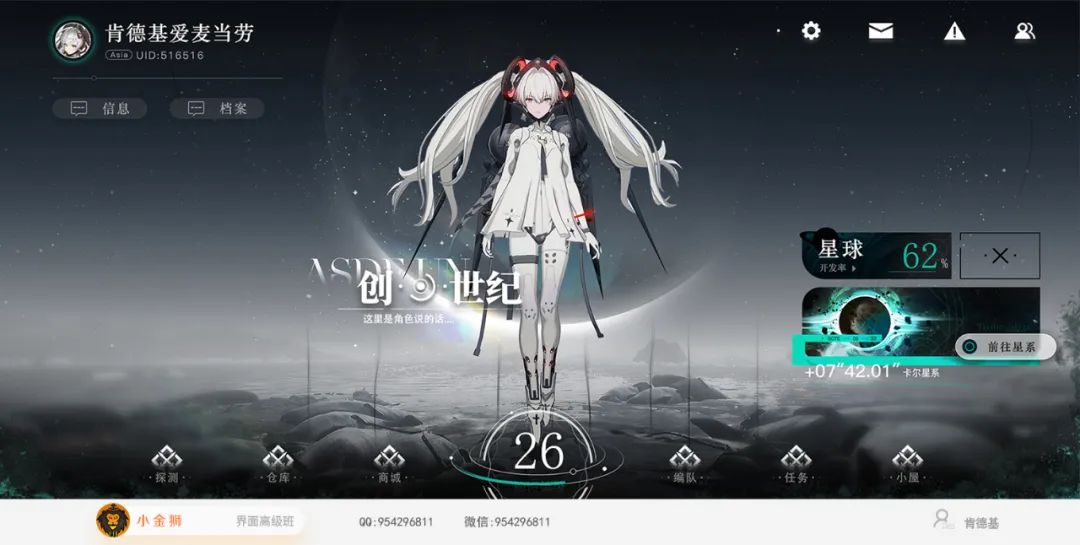 肯德基爱麦当劳
Asia UID:516516
信息
档案
星球
开发率
62%
创世纪
这里是角色说的话...
前往星系
+07"42.01" 卡尔星系
26
探测
仓库
商城
编队
任务
小屋
小金狮
界面高级班
QQ:954296811
微信:954296811
肯德基